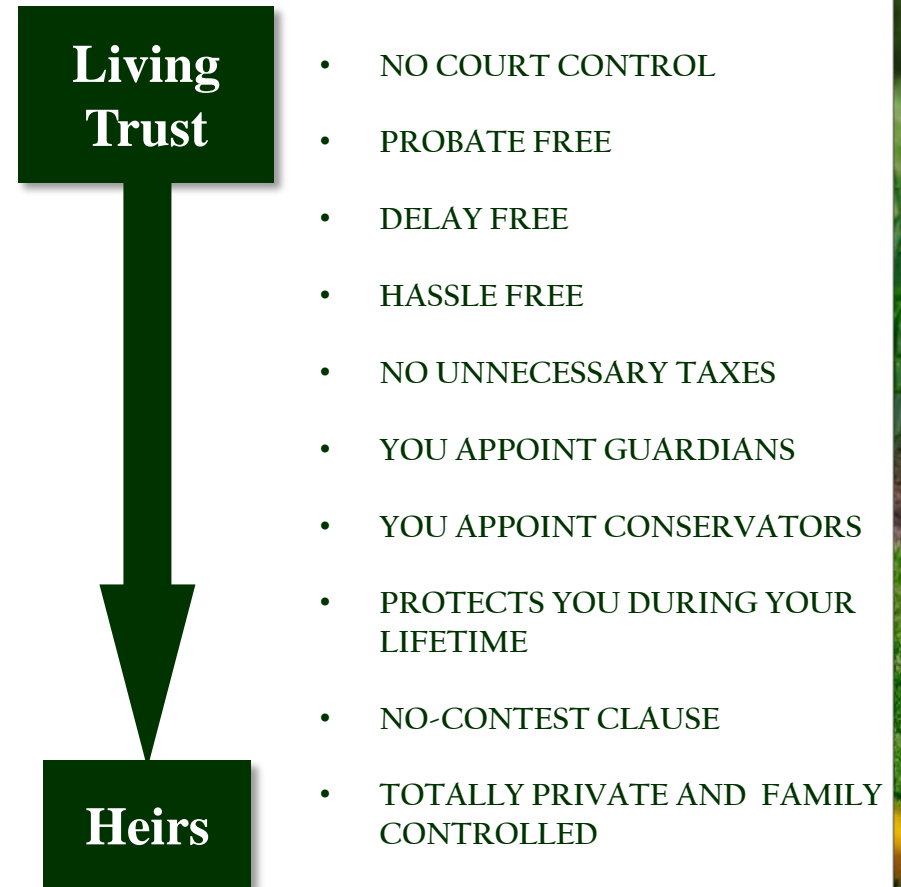 Living
Trust
• NO COURT CONTROL
• PROBATE FREE
• DELAY FREE
• HASSLE FREE
• NO UNNECESSARY TAXES
• YOU APPOINT GUARDIANS
• YOU APPOINT CONSERVATORS
• PROTECTS YOU DURING YOUR
LIFETIME
• NO-CONTEST CLAUSE
• TOTALLY PRIVATE AND FAMILY
CONTROLLED
Heirs